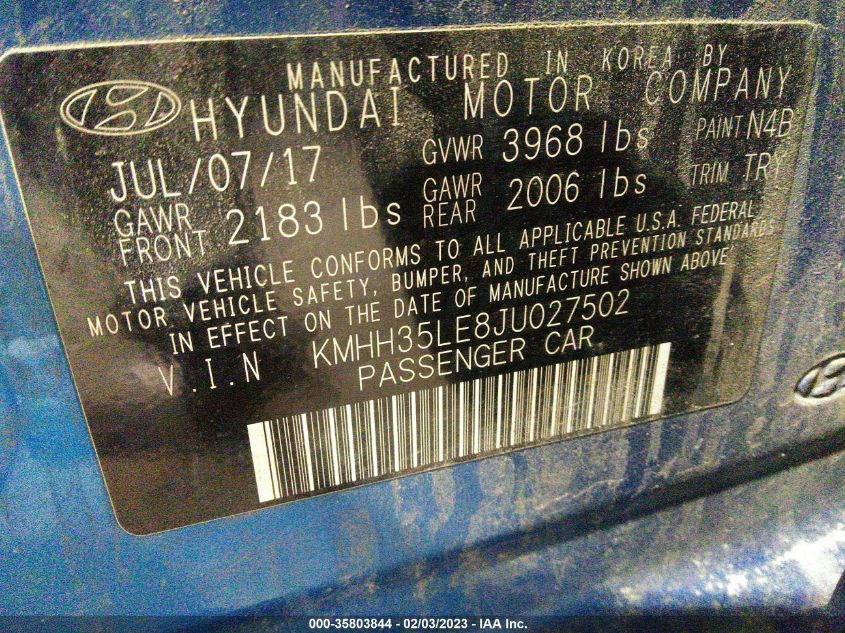 MANUFACTURED IN KOREA BY
HYUNDAI MOTOR COMPANY
JUL/07/17 GVWR 3968 lbs PAINT N4B
GAWR FRONT 2183 lbs GAWR REAR 2006 lbs TRIM TRY
THIS VEHICLE CONFORMS TO ALL APPLICABLE U.S.A. FEDERAL
MOTOR VEHICLE SAFETY, BUMPER, AND THEFT PREVENTION STANDARDS
IN EFFECT ON THE DATE OF MANUFACTURE SHOWN ABOVE
V.I.N KMHH35LE8JU027502
PASSENGER CAR
000-35803844 - 02/03/2023 - IAA Inc.